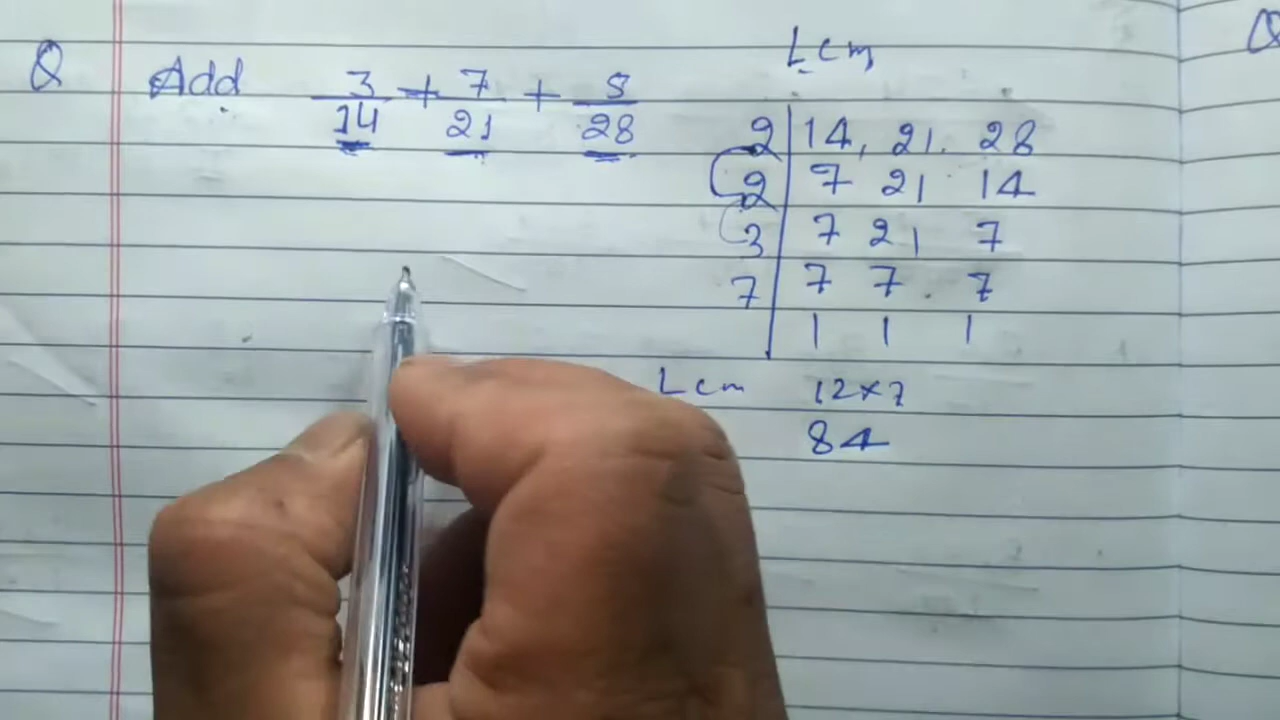 Q Add 3/14 + 7/21 + 5/28
Lcm
2 | 14, 21. 28
2 | 7 21 14
3 | 7 21 7
7 | 7 7 . 7
| 1 1 1
Lcm 12×7
84
Q